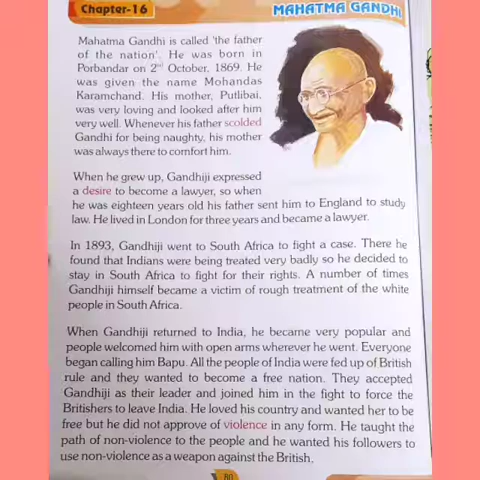 Chapter-16
MAHATMA GANDHI
Mahatma Gandhi is called 'the father
of the nation'. He was born in
Porbandar on 2nd October, 1869. He
was given the name Mohandas
Karamchand. His mother, Putlibai,
was very loving and looked after him
very well. Whenever his father scolded
Gandhi for being naughty, his mother
was always there to comfort him.
When he grew up, Gandhiji expressed
a desire to become a lawyer, so when
he was eighteen years old his father sent him to England to study
law. He lived in London for three years and became a lawyer.
In 1893, Gandhiji went to South Africa to fight a case. There he
found that Indians were being treated very badly so he decided to
stay in South Africa to fight for their rights. A number of times
Gandhiji himself became a victim of rough treatment of the white
people in South Africa.
When Gandhiji returned to India, he became very popular and
people welcomed him with open arms wherever he went. Everyone
began calling him Bapu. All the people of India were fed up of British
rule and they wanted to become a free nation. They accepted
Gandhiji as their leader and joined him in the fight to force the
Britishers to leave India. He loved his country and wanted her to be
free but he did not approve of violence in any form. He taught the
path of non-violence to the people and he wanted his followers to
use non-violence as a weapon against the British.
80